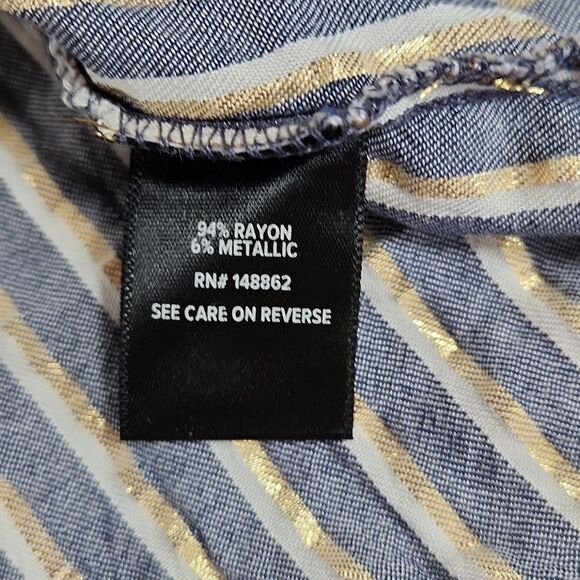 94% RAYON
6% METALLIC
RN# 148862
SEE CARE ON REVERSE